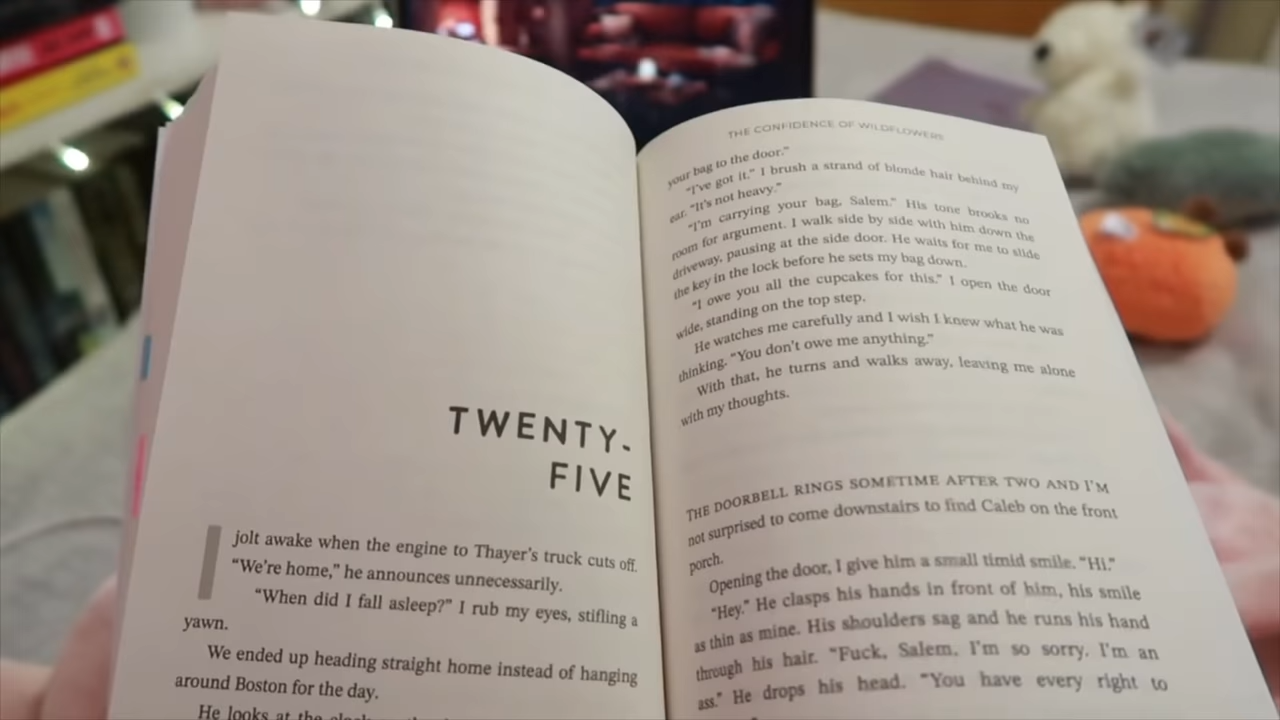 TWENTY-
FIVE
I jolt awake when the engine to Thayer's truck cuts off.
"We're home," he announces unnecessarily.
"When did I fall asleep?" I rub my eyes, stifling a
yawn.
We ended up heading straight home instead of hanging
around Boston for the day.
He looks at the
THE CONFIDENCE OF WILDFLOWERS
your bag to the door."
"I've got it." I brush a strand of blonde hair behind my
ear. "It's not heavy."
"I'm carrying your bag, Salem." His tone brooks no
room for argument. I walk side by side with him down the
driveway, pausing at the side door. He waits for me to slide
the key in the lock before he sets my bag down.
"I owe you all the cupcakes for this." I open the door
wide, standing on the top step.
He watches me carefully and I wish I knew what he was
thinking. "You don't owe me anything."
With that, he turns and walks away, leaving me alone
with my thoughts.
THE DOORBELL RINGS SOMETIME AFTER TWO AND I'M
not surprised to come downstairs to find Caleb on the front
porch.
Opening the door, I give him a small timid smile. "Hi."
"Hey." He clasps his hands in front of him, his smile
as thin as mine. His shoulders sag and he runs his hand
through his hair. "Fuck, Salem, I'm so sorry. I'm an
ass." He drops his head. "You have every right to